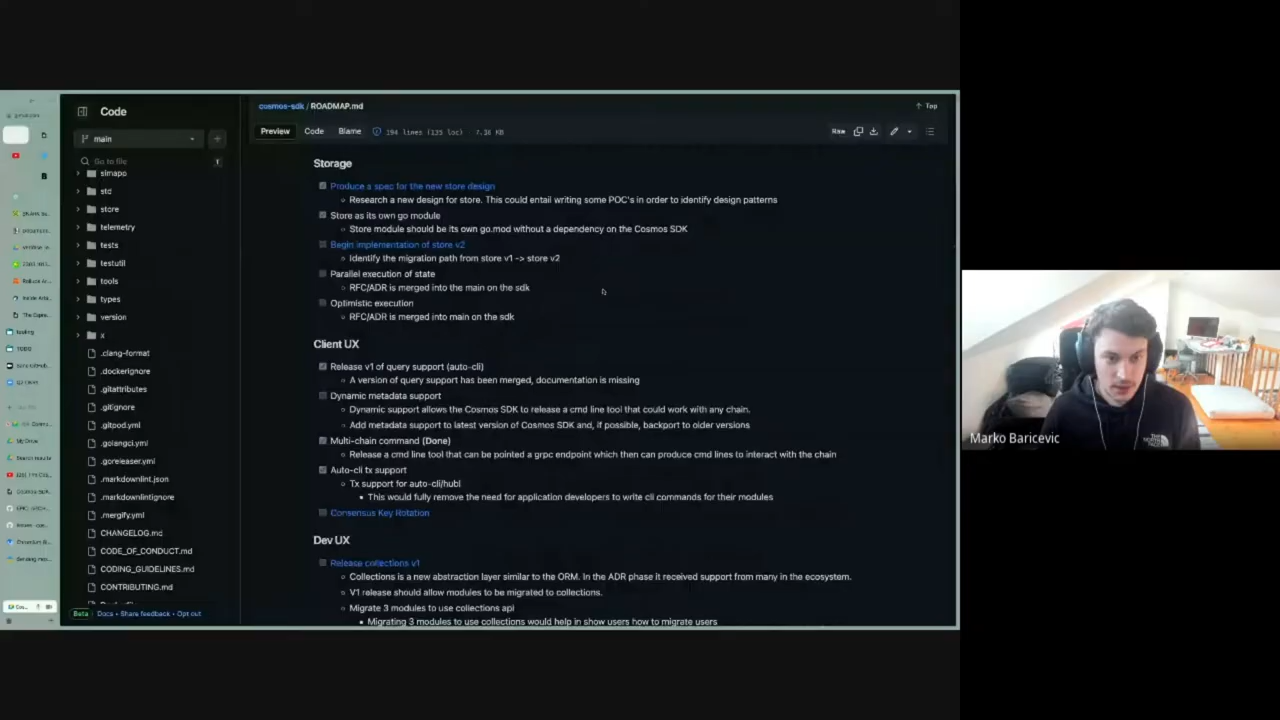 Code
main
Go to file
T
simapp
std
store
telemetry
tests
testutil
tools
types
version
x
.clang-format
.dockerignore
.gitattributes
.gitignore
.gitpod.yml
.golangci.yml
.goreleaser.yml
.markdownlint.json
.markdownlintignore
.mergify.yml
CHANGELOG.md
CODE_OF_CONDUCT.md
CODING_GUIDELINES.md
CONTRIBUTING.md
Beta Docs • Share feedback • Opt out
cosmos-sdk / ROADMAP.md
Top
Preview Code Blame 194 lines (135 loc)
Raw
Storage
Produce a spec for the new store design
Research a new design for store. This could entail writing some POC's in order to identify design patterns
Store as its own go module
Store module should be its own go.mod without a dependency on the Cosmos SDK
Begin implementation of store v2
Identify the migration path from store v1 -> store v2
Parallel execution of state
RFC/ADR is merged into the main on the sdk
Optimistic execution
RFC/ADR is merged into main on the sdk
Client UX
Release v1 of query support (auto-cli)
A version of query support has been merged, documentation is missing
Dynamic metadata support
Dynamic support allows the Cosmos SDK to release a cmd line tool that could work with any chain.
Add metadata support to latest version of Cosmos SDK and, if possible, backport to older versions
Multi-chain command (Done)
Release a cmd line tool that can be pointed a grpc endpoint which then can produce cmd lines to interact with the chain
Auto-cli tx support
Tx support for auto-cli/hubl
This would fully remove the need for application developers to write cli commands for their modules
Consensus Key Rotation
Dev UX
Release collections v1
Collections is a new abstraction layer similar to the ORM. In the ADR phase it received support from many in the ecosystem.
V1 release should allow modules to be migrated to collections.
Migrate 3 modules to use collections api
Migrating 3 modules to use collections would help in show users how to migrate users
Marko Baricevic